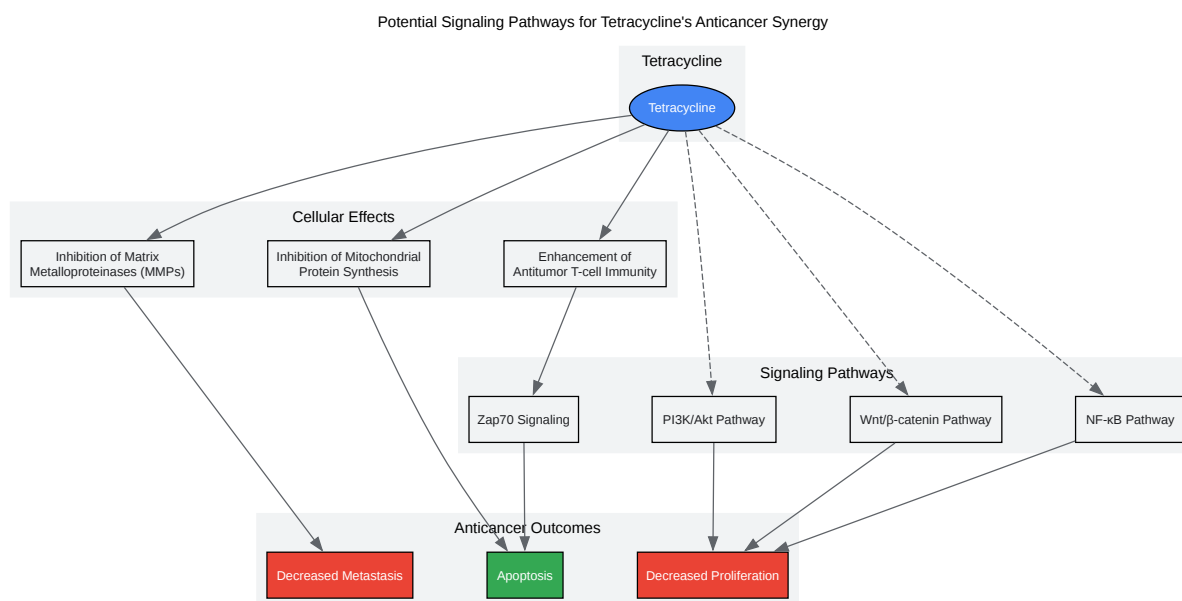 Potential Signaling Pathways for Tetracycline's Anticancer Synergy
Tetracycline
Tetracycline
Cellular Effects
Inhibition of Matrix
Metalloproteinases (MMPs)
Inhibition of Mitochondrial
Protein Synthesis
Enhancement of
Antitumor T-cell Immunity
Signaling Pathways
Zap70 Signaling
PI3K/Akt Pathway
Wnt/β-catenin Pathway
NF-κB Pathway
Anticancer Outcomes
Decreased Metastasis
Apoptosis
Decreased Proliferation